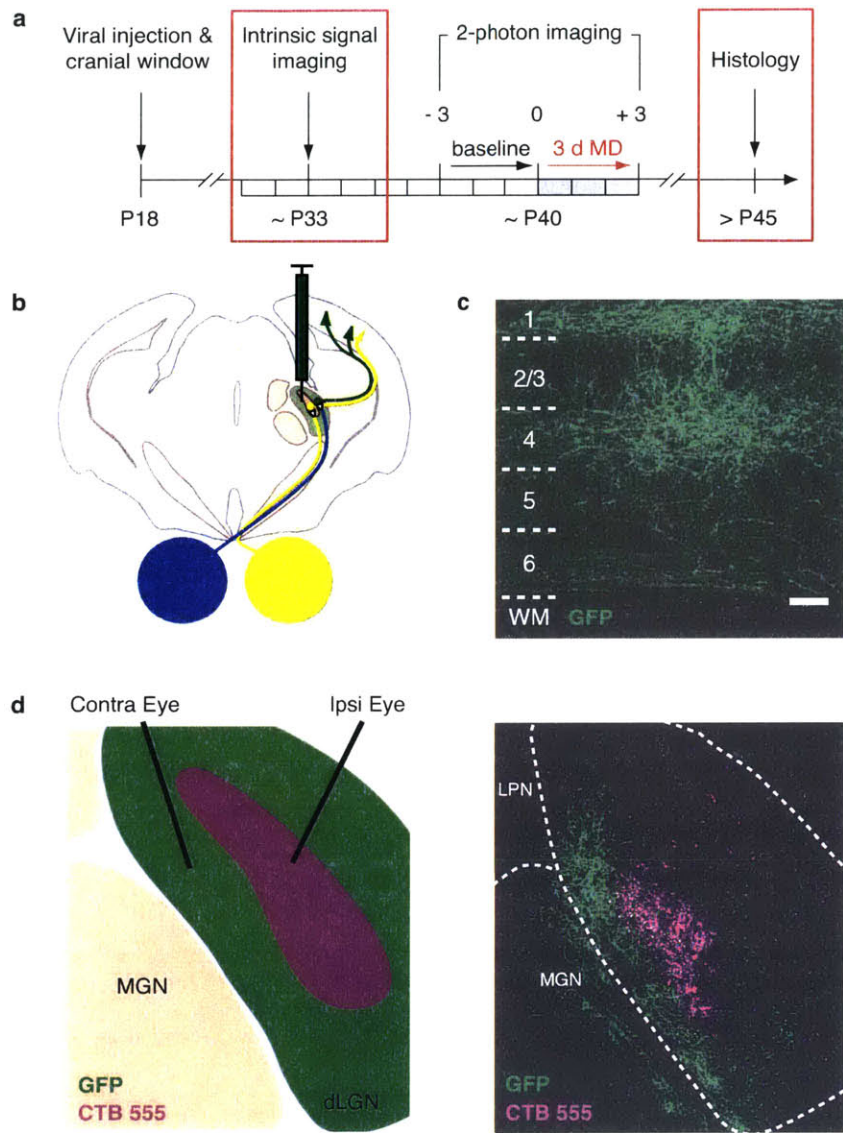 a
Viral injection &
cranial window
Intrinsic signal
imaging
2-photon imaging
Histology
- 3
0
+ 3
baseline
3 d MD
P18
~ P33
~ P40
> P45
b
c
1
2/3
4
5
6
WM
GFP
d
Contra Eye
Ipsi Eye
MGN
GFP
CTB 555
dLGN
LPN
MGN
GFP
CTB 555